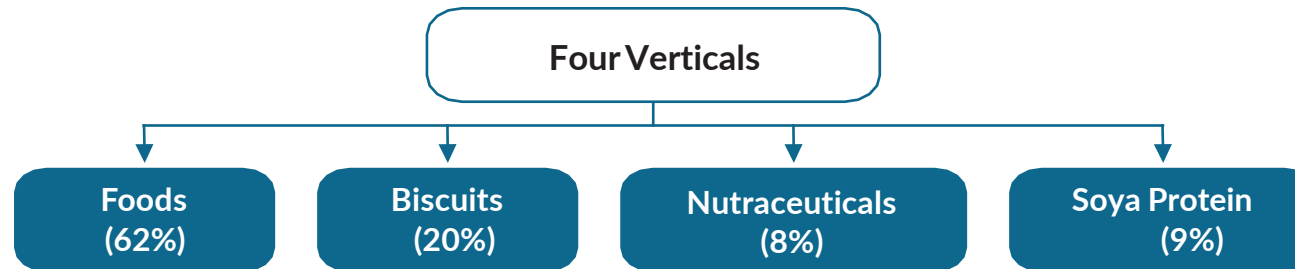 Four Verticals
Foods
(62%)
Biscuits
(20%)
Nutraceuticals
(8%)
Soya Protein
(9%)